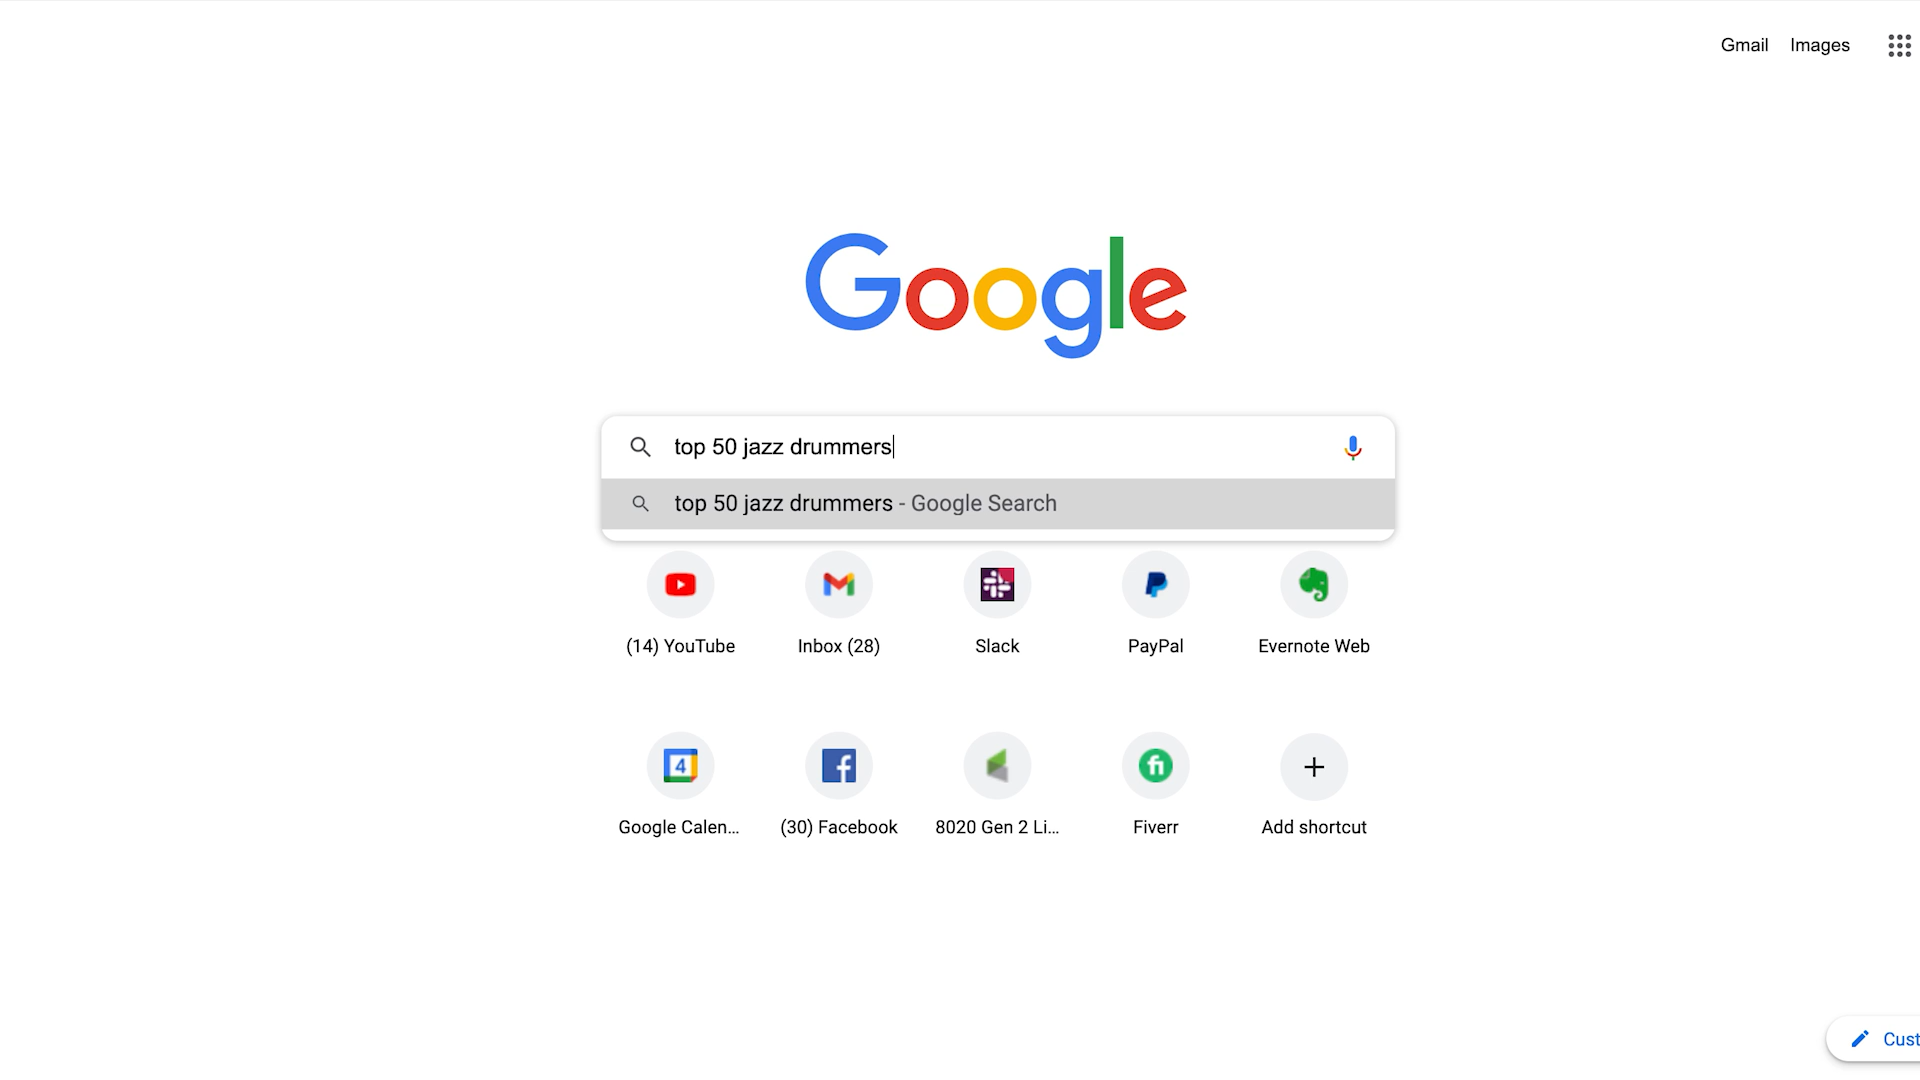 Gmail Images
Google
top 50 jazz drummers
top 50 jazz drummers - Google Search
(14) YouTube Inbox (28) Slack PayPal Evernote Web
4
Google Calen... (30) Facebook 8020 Gen 2 Li... Fiverr Add shortcut
Cust